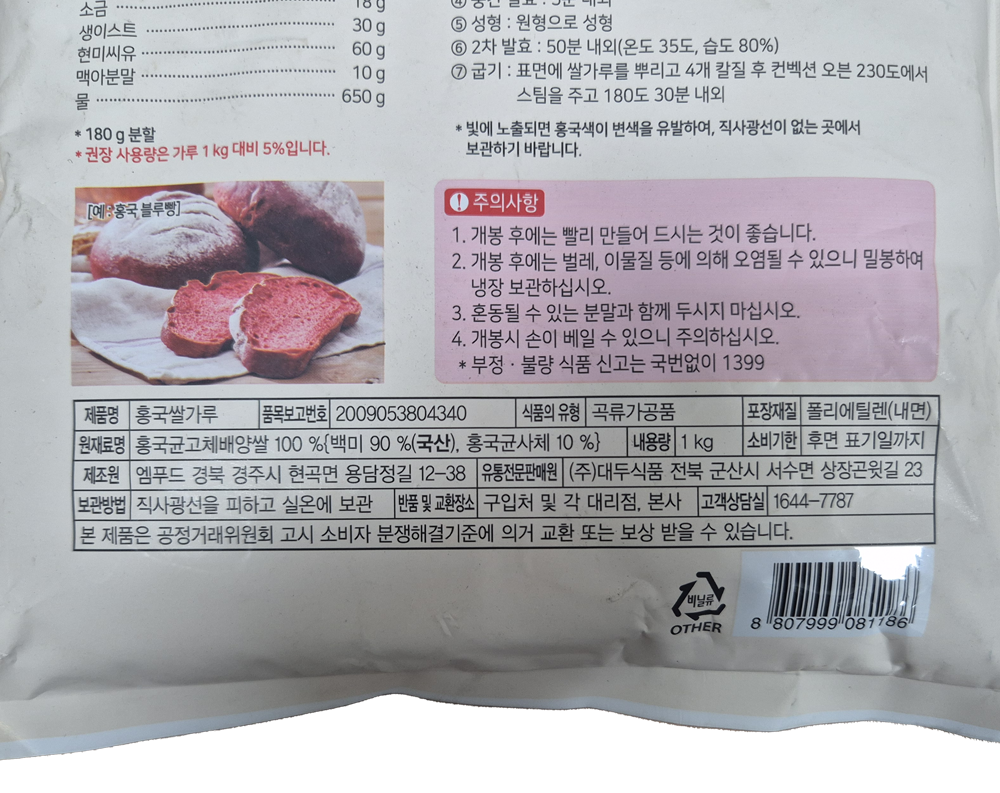 소금 18 g
생이스트 30 g
현미씨유 60 g
맥아분말 10 g
물 650 g
* 180 g 분할
* 권장 사용량은 가루 1 kg 대비 5%입니다.
⑤ 성형 : 원형으로 성형
⑥ 2차 발효 : 50분 내외(온도 35도, 습도 80%)
⑦ 굽기 : 표면에 쌀가루를 뿌리고 4개 칼질 후 컨벡션 오븐 230도에서
스팀을 주고 180도 30분 내외
* 빛에 노출되면 홍국색이 변색을 유발하여, 직사광선이 없는 곳에서
보관하기 바랍니다.
[예 : 홍국 블루빵]
! 주의사항
1. 개봉 후에는 빨리 만들어 드시는 것이 좋습니다.
2. 개봉 후에는 벌레, 이물질 등에 의해 오염될 수 있으니 밀봉하여
냉장 보관하십시오.
3. 혼동될 수 있는 분말과 함께 두시지 마십시오.
4. 개봉시 손이 베일 수 있으니 주의하십시오.
* 부정 · 불량 식품 신고는 국번없이 1399
제품명 홍국쌀가루 품목보고번호 2009053804340 식품의 유형 곡류가공품 포장재질 폴리에틸렌(내면)
원재료명 홍국균고체배양쌀 100 %{백미 90 %(국산), 홍국균사체 10 %} 내용량 1 kg 소비기한 후면 표기일까지
제조원 엠푸드 경북 경주시 현곡면 용담정길 12-38 유통전문판매원 (주)대두식품 전북 군산시 서수면 상장곤윗길 23
보관방법 직사광선을 피하고 실온에 보관 반품 및 교환장소 구입처 및 각 대리점, 본사 고객상담실 1644-7787
본 제품은 공정거래위원회 고시 소비자 분쟁해결기준에 의거 교환 또는 보상 받을 수 있습니다.
비닐류
OTHER
8 807999 081186